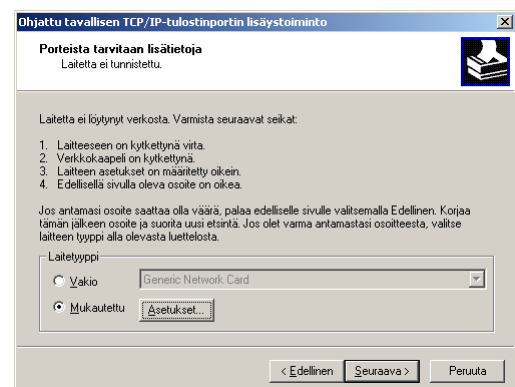 Ohjattu tavallisen TCP/IP-tulostinportin lisäystoiminto
Porteista tarvitaan lisätietoja
Laitetta ei tunnistettu.
Laitetta ei löytynyt verkosta. Varmista seuraavat seikat:
1. Laitteeseen on kytkettynä virta.
2. Verkkokaapeli on kytkettynä.
3. Laitteen asetukset on määritetty oikein.
4. Edellisellä sivulla oleva osoite on oikea.
Jos antamasi osoite saattaa olla väärä, palaa edelliselle sivulle valitsemalla Edellinen. Korjaa
tämän jälkeen osoite ja suorita uusi etsintä. Jos olet varma antamastasi osoitteesta, valitse
laitteen tyyppi alla olevasta luettelosta.
Laitetyyppi
Vakio Generic Network Card
Mukautettu Asetukset...
< Edellinen Seuraava > Peruuta